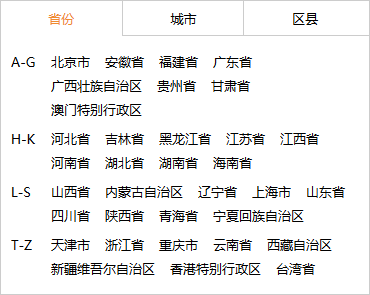 省份 城市 区县
A-G 北京市 安徽省 福建省 广东省
广西壮族自治区 贵州省 甘肃省
澳门特别行政区
H-K 河北省 吉林省 黑龙江省 江苏省 江西省
河南省 湖北省 湖南省 海南省
L-S 山西省 内蒙古自治区 辽宁省 上海市 山东省
四川省 陕西省 青海省 宁夏回族自治区
T-Z 天津市 浙江省 重庆市 云南省 西藏自治区
新疆维吾尔自治区 香港特别行政区 台湾省